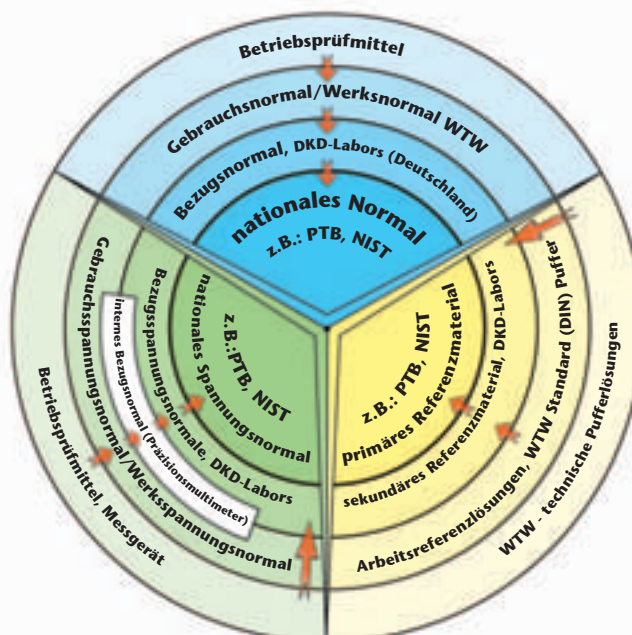 Betriebsprüfmittel
Gebrauchsnormal/Werksnormal WTW
Bezugsnormal, DKD-Labors (Deutschland)
nationales Normal
z.B.: PTB, NIST
Betriebsprüfmittel, Messgerät
Gebrauchsspannungsnormal/Werksspannungsnormal
internes Bezugsnormal (Präzisionsmultimeter)
Bezugsspannungsnormale, DKD-Labors
nationales Spannungsnormal
z.B.:PTB, NIST
z.B.: PTB, NIST
primäres Referenzmaterial
sekundäres Referenzmaterial, DKD-Labors
Arbeitsreferenzlösungen, WTW Standard (DIN) Puffer
WTW - technische Pufferlösungen